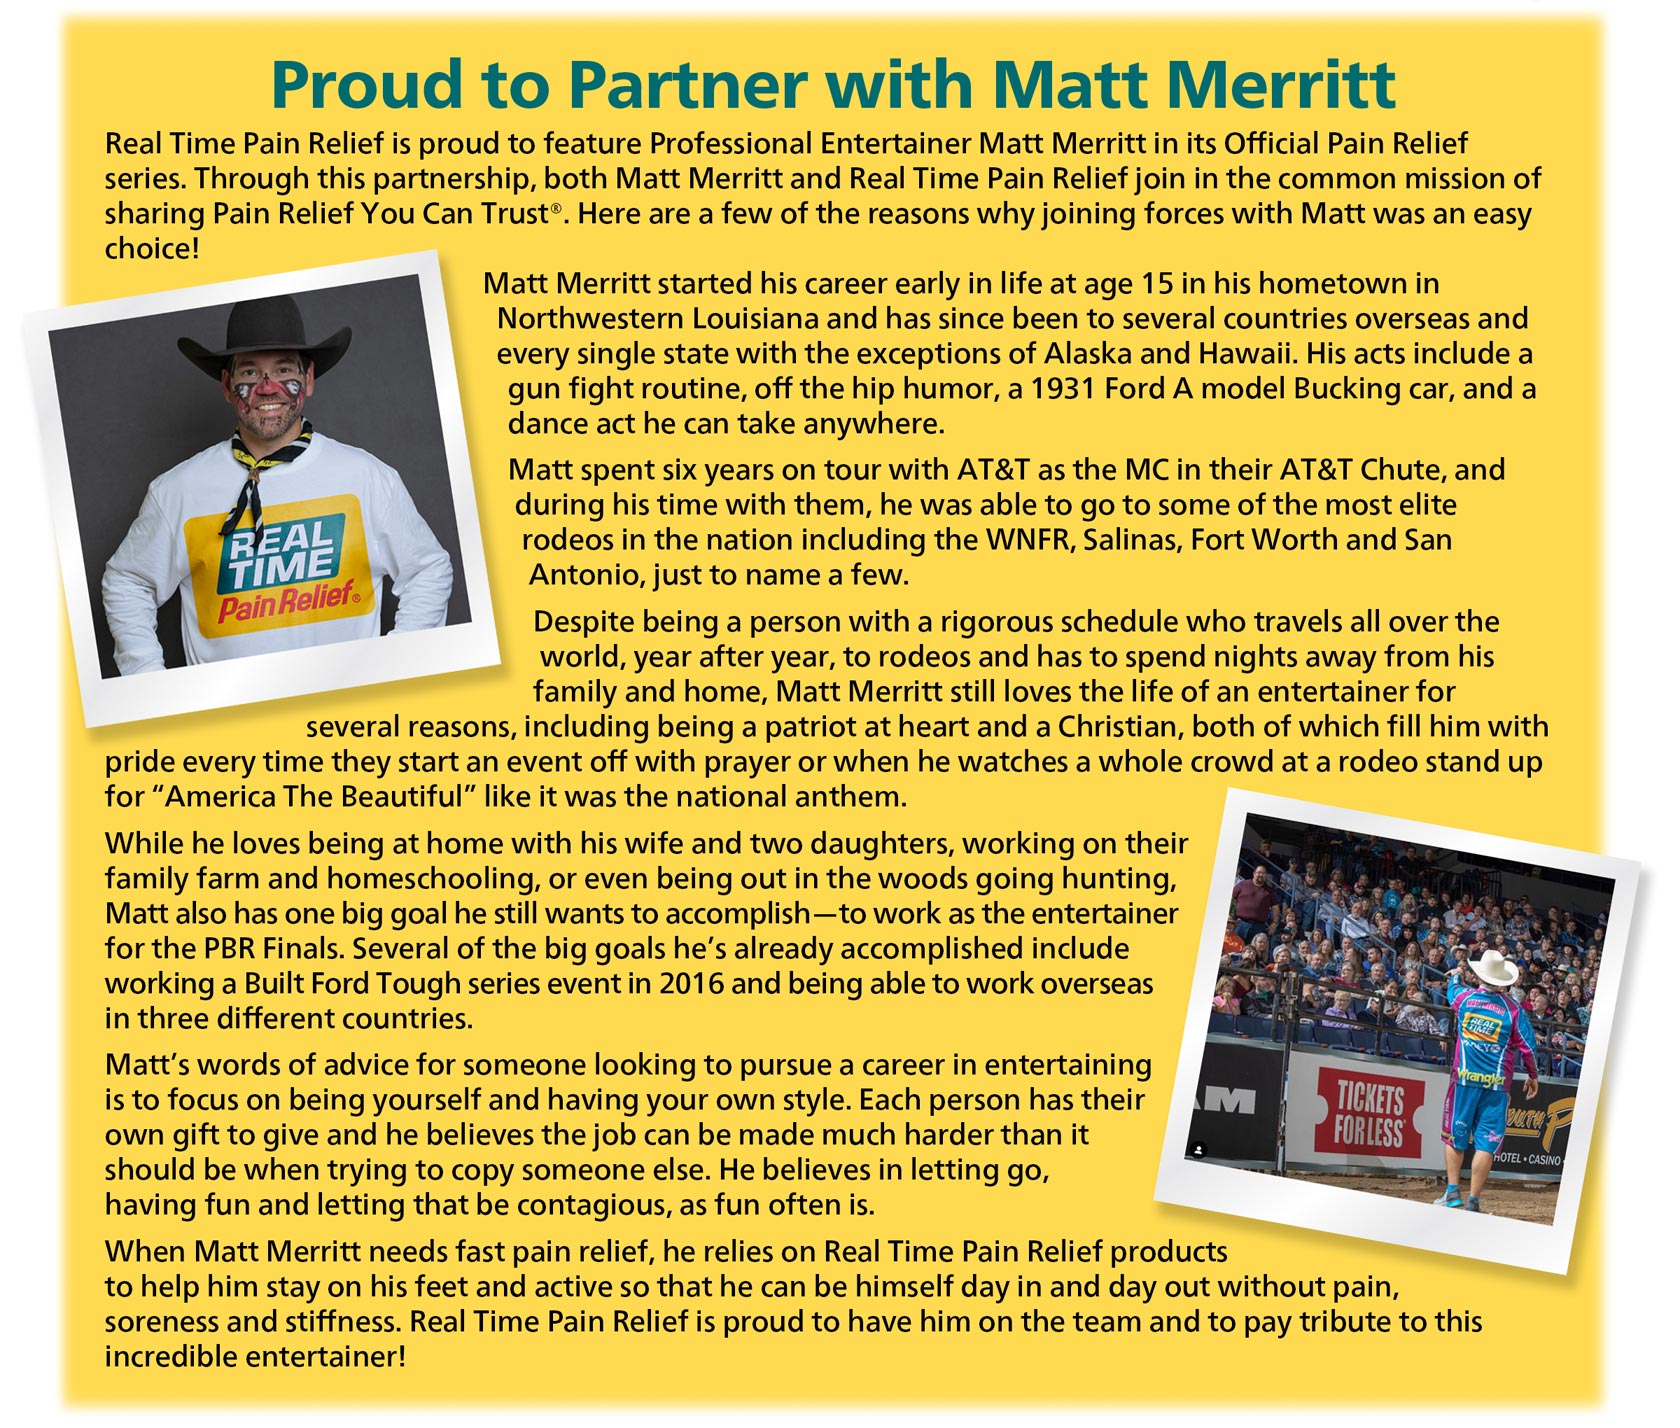 Proud to Partner with Matt Merritt
Real Time Pain Relief is proud to feature Professional Entertainer Matt Merritt in its Official Pain Relief
series. Through this partnership, both Matt Merritt and Real Time Pain Relief join in the common mission of
sharing Pain Relief You Can Trust®. Here are a few of the reasons why joining forces with Matt was an easy
choice!
Matt Merritt started his career early in life at age 15 in his hometown in
Northwestern Louisiana and has since been to several countries overseas and
every single state with the exceptions of Alaska and Hawaii. His acts include a
gun fight routine, off the hip humor, a 1931 Ford A model Bucking car, and a
dance act he can take anywhere.
REAL
TIME
Pain Relief®
Matt spent six years on tour with AT&T as the MC in their AT&T Chute, and
during his time with them, he was able to go to some of the most elite
rodeos in the nation including the WNFR, Salinas, Fort Worth and San
Antonio, just to name a few.
Despite being a person with a rigorous schedule who travels all over the
world, year after year, to rodeos and has to spend nights away from his
family and home, Matt Merritt still loves the life of an entertainer for
several reasons, including being a patriot at heart and a Christian, both of which fill him with
pride every time they start an event off with prayer or when he watches a whole crowd at a rodeo stand up
for “America The Beautiful” like it was the national anthem.
While he loves being at home with his wife and two daughters, working on their
family farm and homeschooling, or even being out in the woods going hunting,
Matt also has one big goal he still wants to accomplish—to work as the entertainer
for the PBR Finals. Several of the big goals he’s already accomplished include
working a Built Ford Tough series event in 2016 and being able to work overseas
in three different countries.
Matt’s words of advice for someone looking to pursue a career in entertaining
is to focus on being yourself and having your own style. Each person has their
own gift to give and he believes the job can be made much harder than it
should be when trying to copy someone else. He believes in letting go,
having fun and letting that be contagious, as fun often is.
REAL
TIME
Wrangler
AM
TICKETS
FOR LESS
HOTEL • CASINO
When Matt Merritt needs fast pain relief, he relies on Real Time Pain Relief products
to help him stay on his feet and active so that he can be himself day in and day out without pain,
soreness and stiffness. Real Time Pain Relief is proud to have him on the team and to pay tribute to this
incredible entertainer!